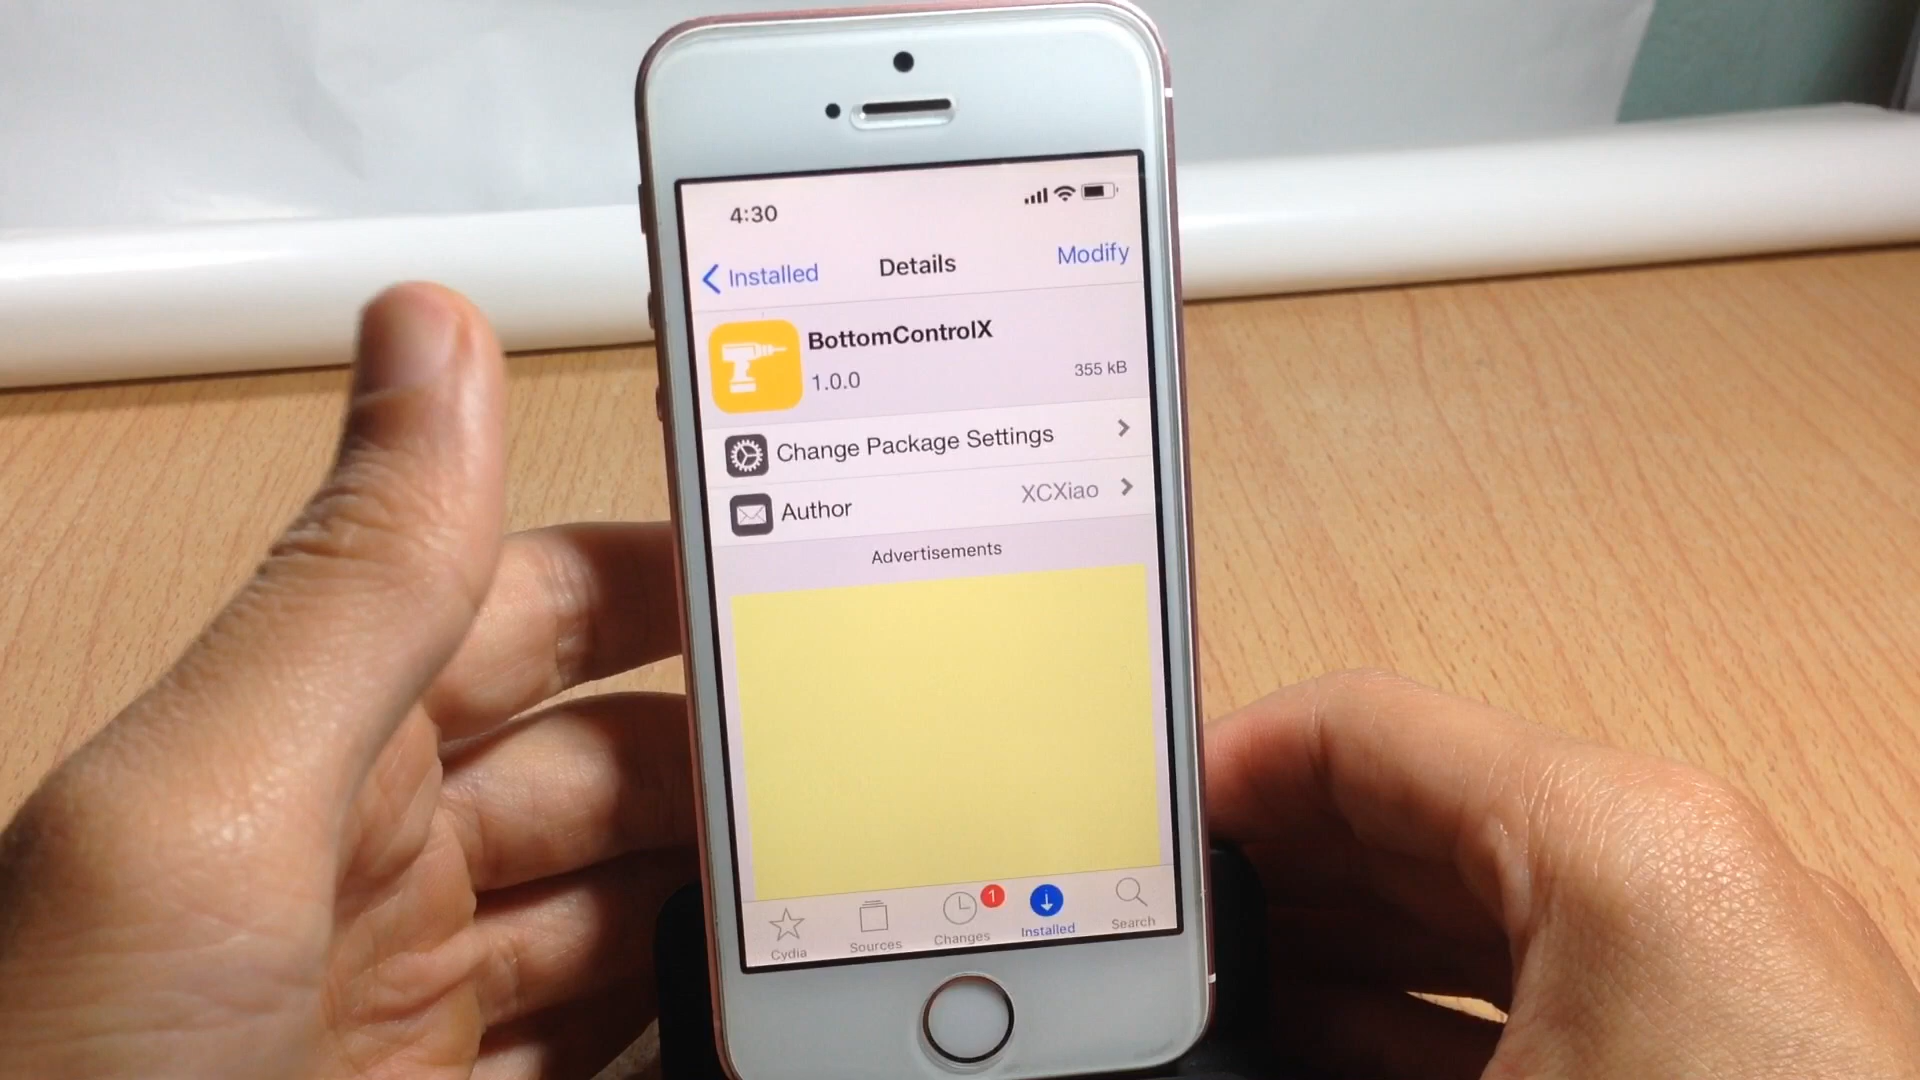 4:30
Installed
Details
Modify
BottomControlX
1.0.0
355 kB
Change Package Settings
Author
XCXiao
Advertisements
Cydia
Sources
Changes
1
Installed
Search